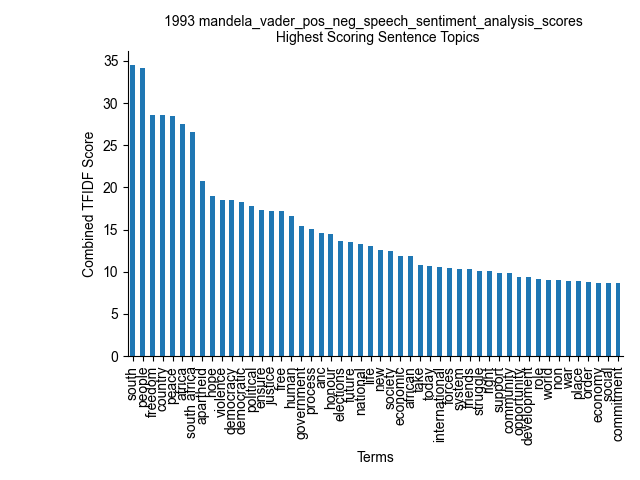 1993 mandela_vader_pos_neg_speech_sentiment_analysis_scores
Highest Scoring Sentence Topics
Combined TFIDF Score
35
30
25
20
15
10
5
0
south
people
freedom
country
peace
africa
south africa
apartheid
hope
violence
democracy
democratic
political
ensure
justice
free
human
government
process
anc
honour
elections
future
national
life
new
society
economic
african
take
today
international
forces
system
friends
struggle
right
support
community
opportunity
development
role
world
non
war
place
order
economy
social
commitment
Terms